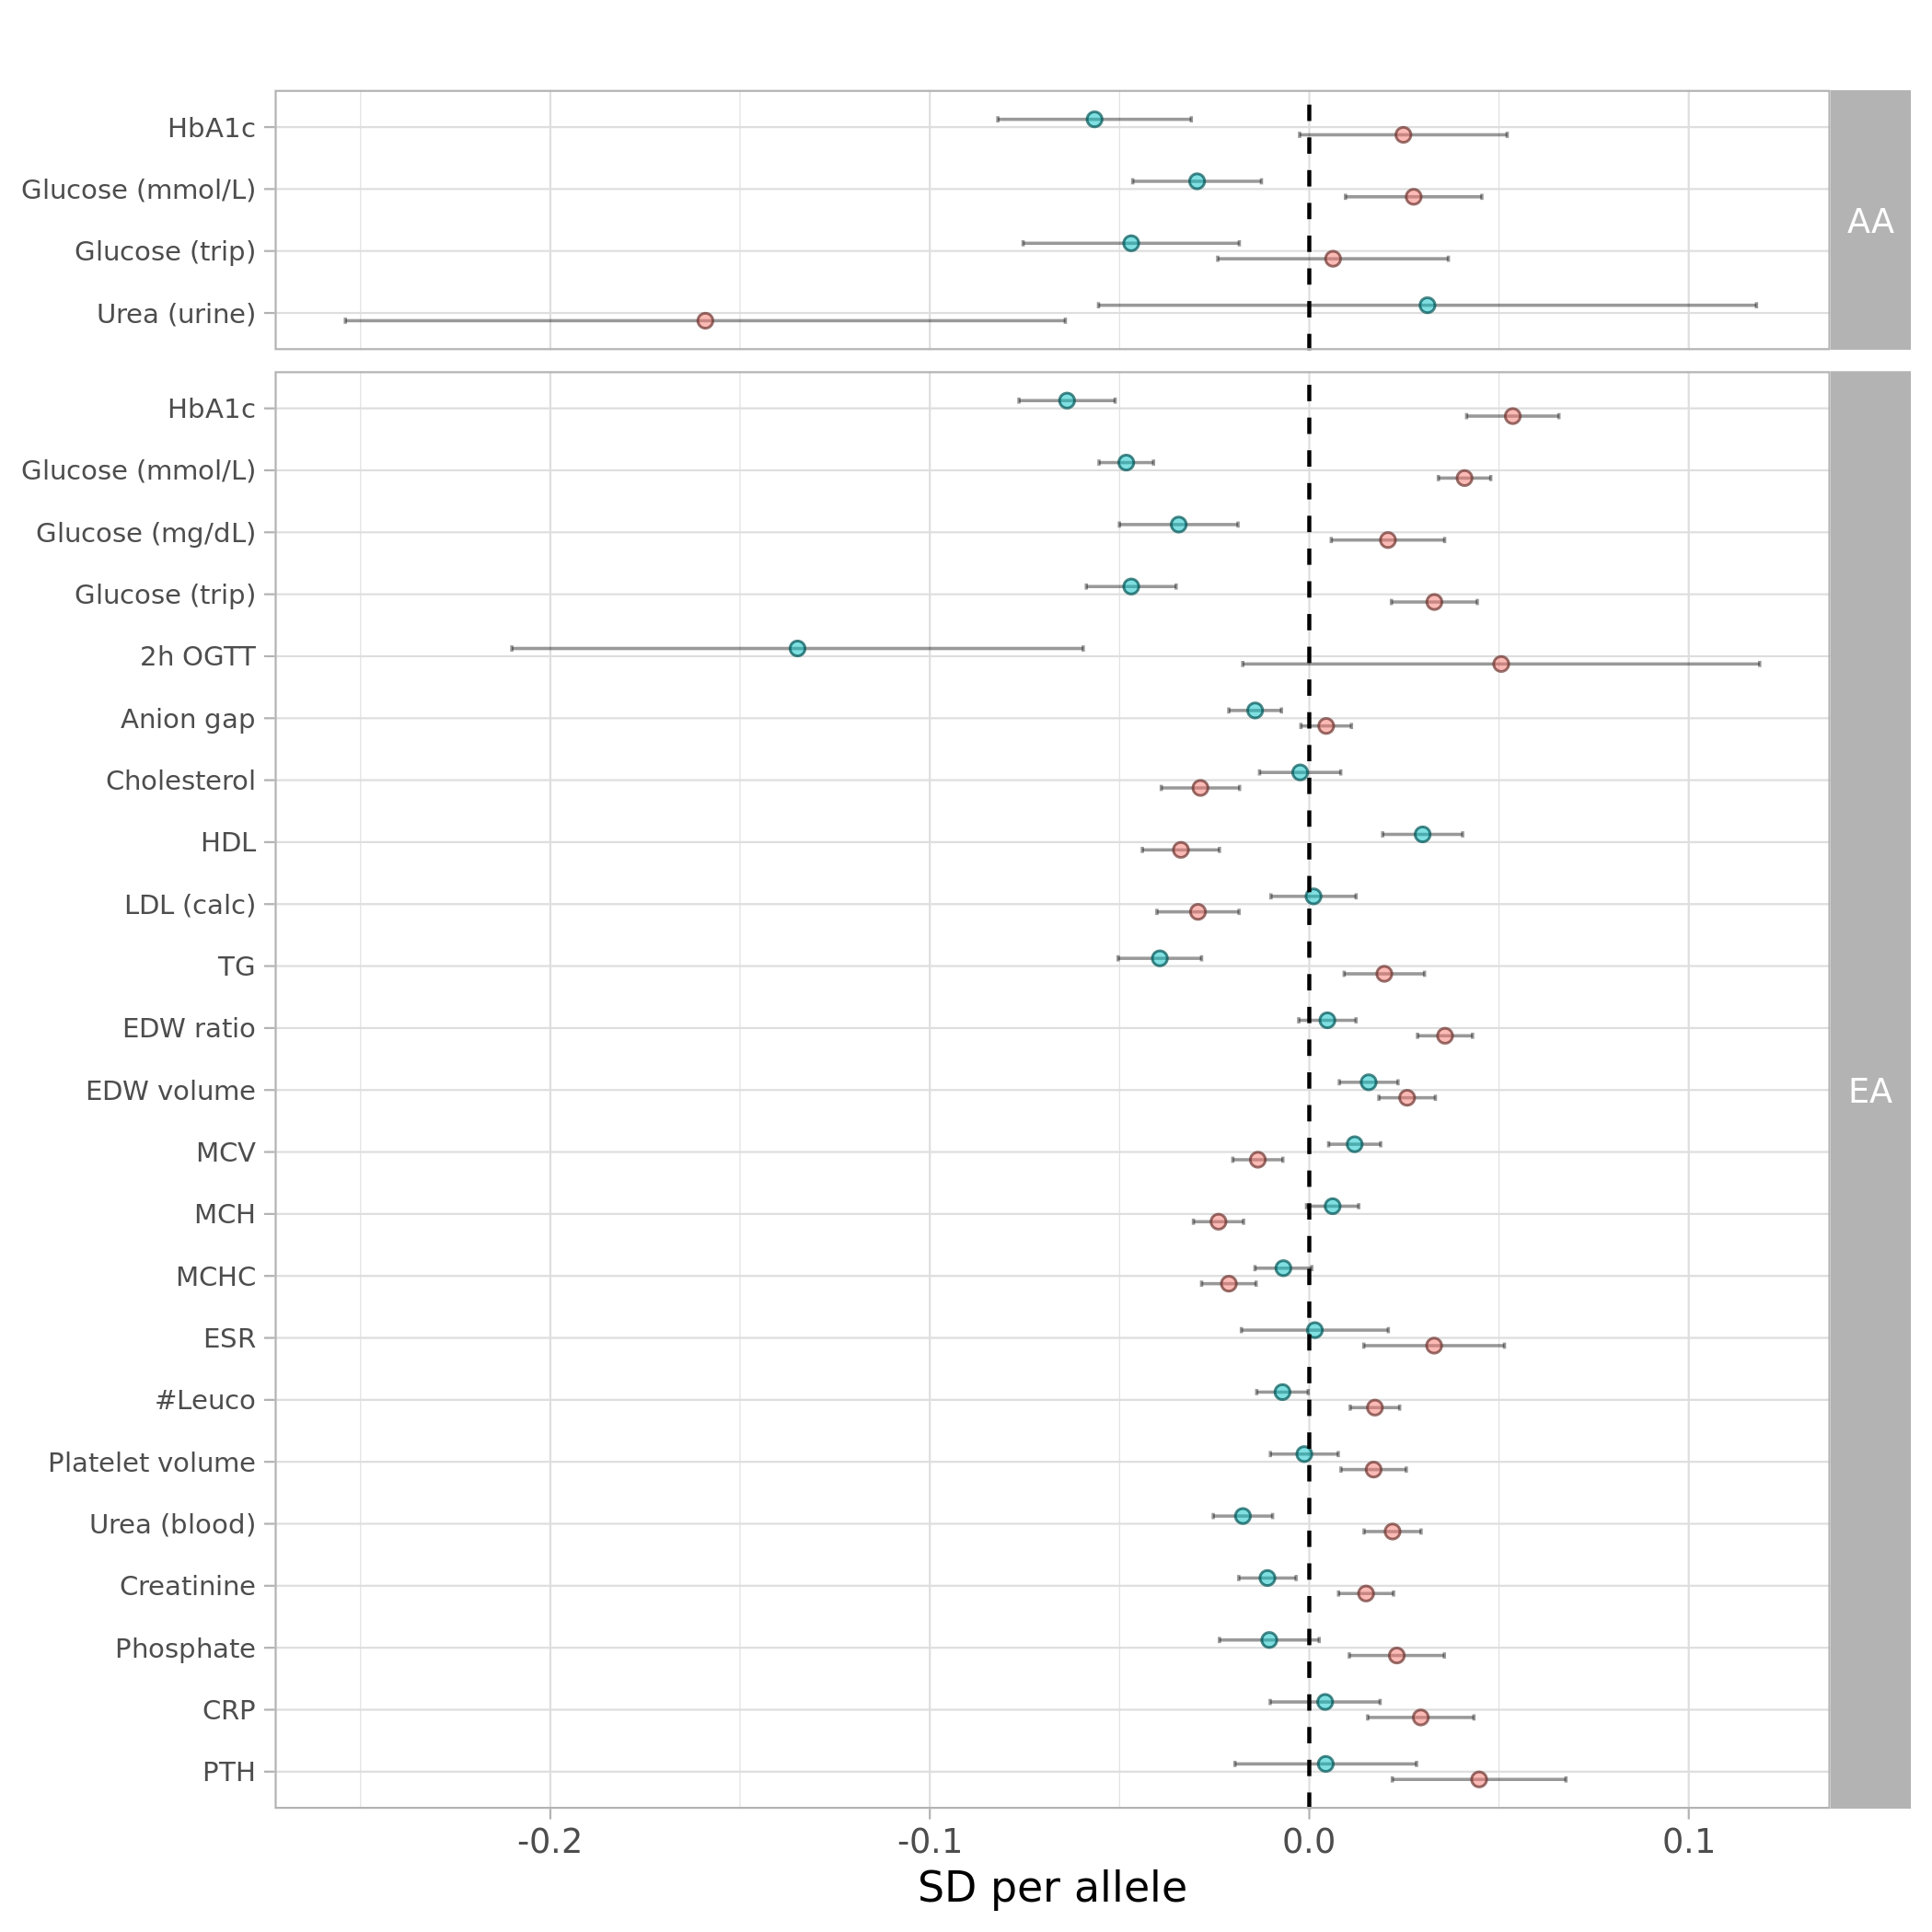 HbA1c
Glucose (mmol/L)
Glucose (trip)
Urea (urine)
AA
HbA1c
Glucose (mmol/L)
Glucose (mg/dL)
Glucose (trip)
2h OGTT
Anion gap
Cholesterol
HDL
LDL (calc)
TG
EDW ratio
EDW volume
MCV
MCH
MCHC
ESR
#Leuco
Platelet volume
Urea (blood)
Creatinine
Phosphate
CRP
PTH
EA
-0.2 -0.1 0.0 0.1
SD per allele